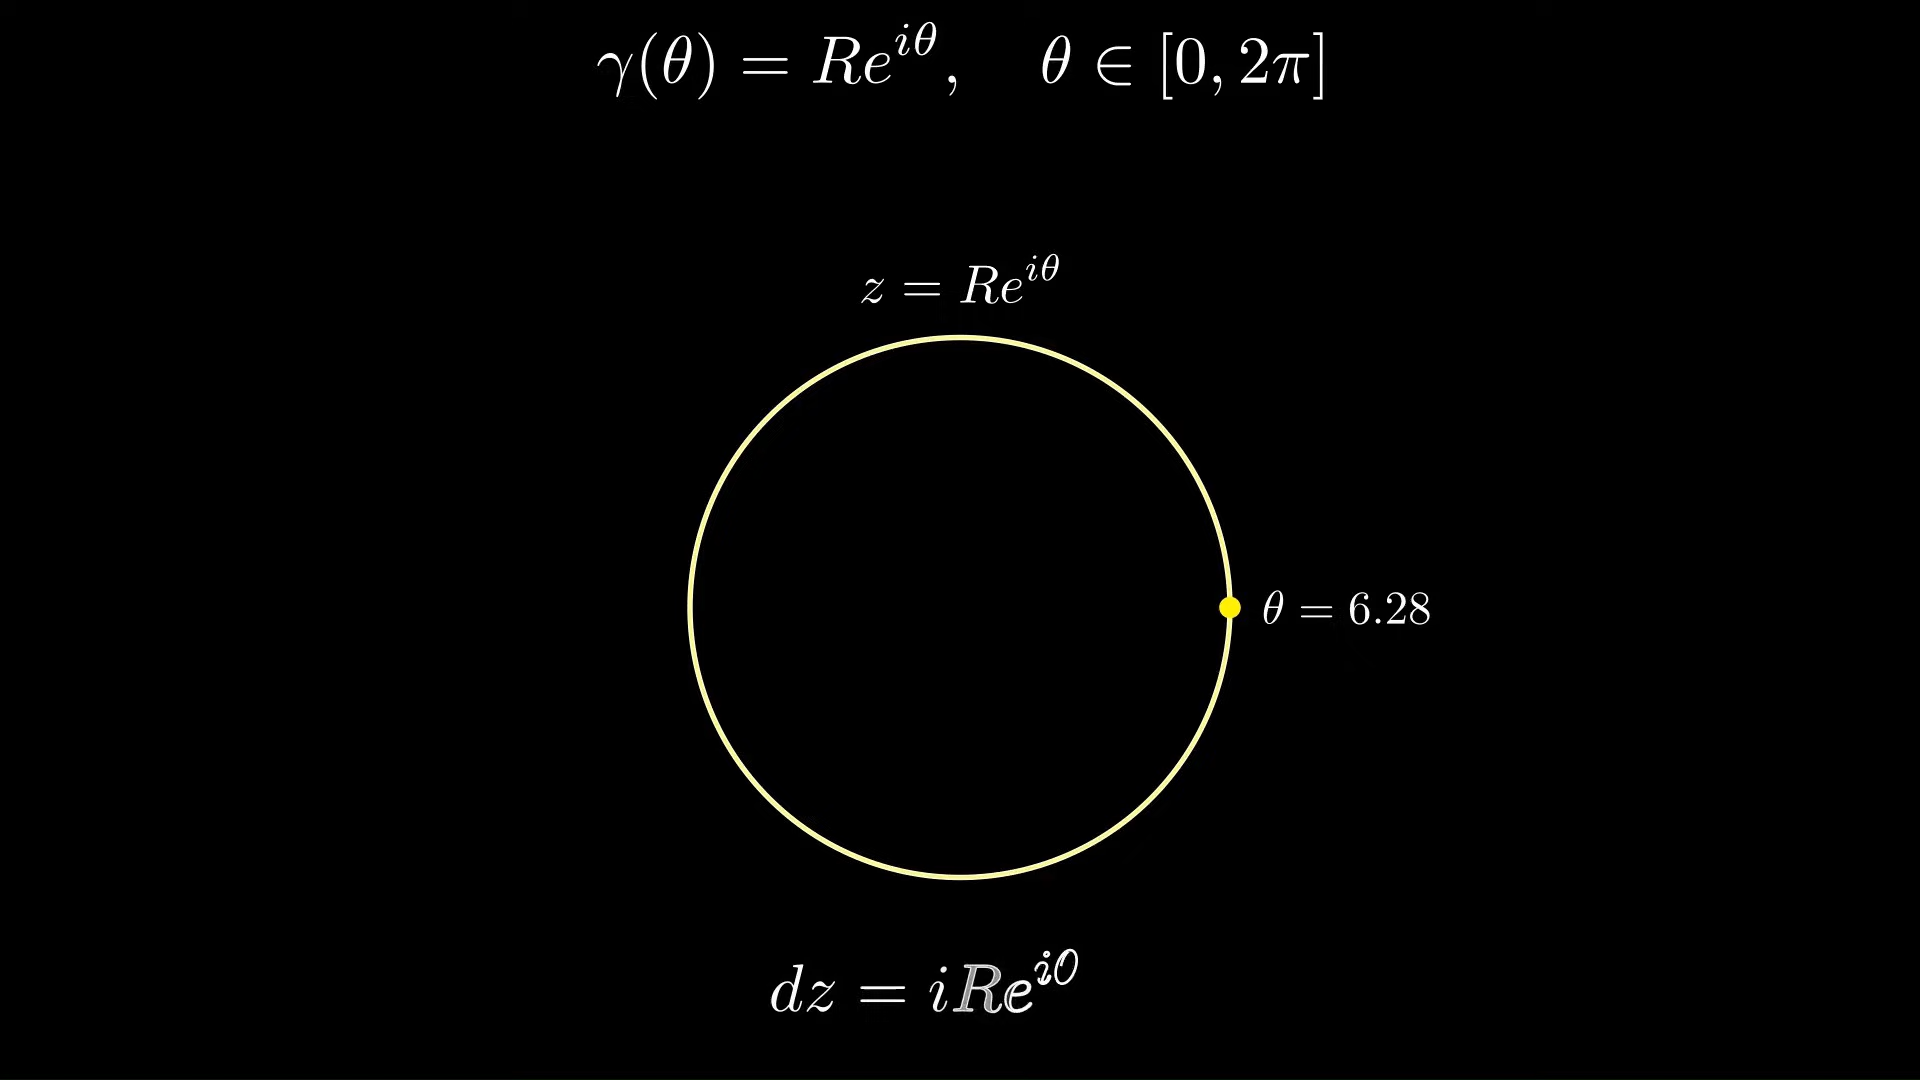 γ(θ) = Re^{iθ}, θ ∈ [0, 2π]
z = Re^{iθ}
θ = 6.28
dz = iRe^{iθ}